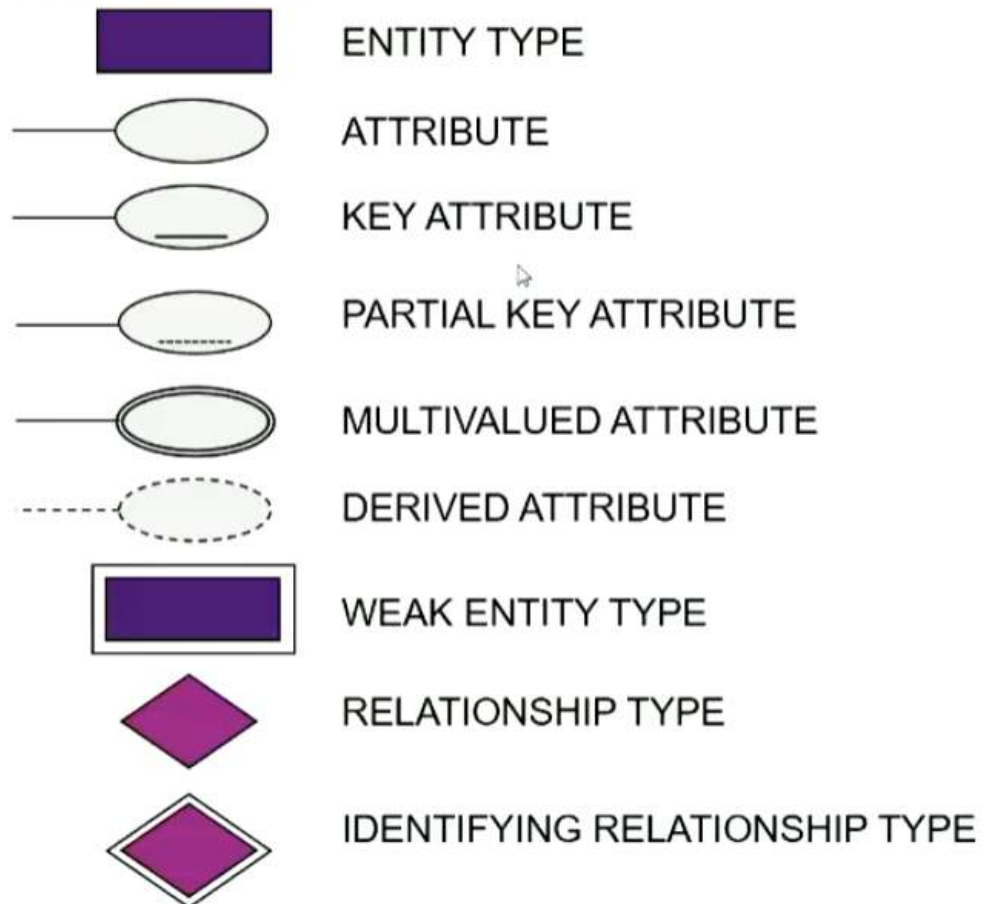 ENTITY TYPE
ATTRIBUTE
KEY ATTRIBUTE
PARTIAL KEY ATTRIBUTE
MULTIVALUED ATTRIBUTE
DERIVED ATTRIBUTE
WEAK ENTITY TYPE
RELATIONSHIP TYPE
IDENTIFYING RELATIONSHIP TYPE